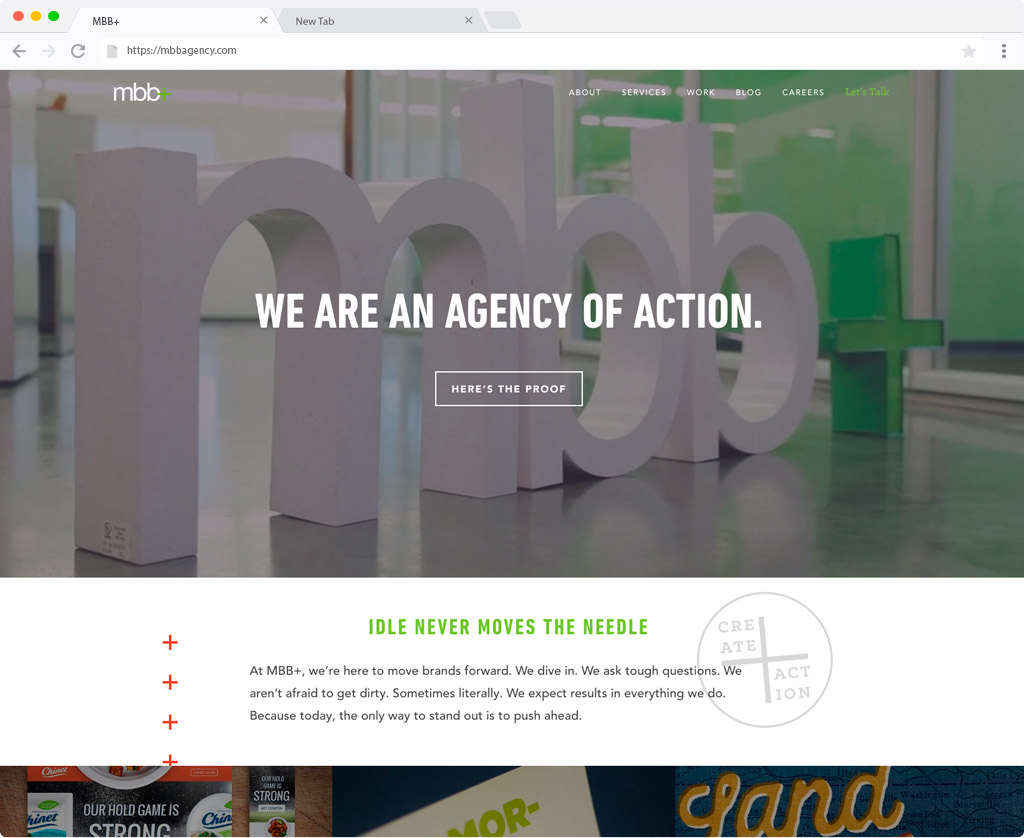 MBB+
New Tab
https://mbbagency.com
mbb+
ABOUT
SERVICES
WORK
BLOG
CAREERS
Let's Talk
mbb+
WE ARE AN AGENCY OF ACTION.
HERE'S THE PROOF
IDLE NEVER MOVES THE NEEDLE
At MBB+, we're here to move brands forward. We dive in. We ask tough questions. We
aren't afraid to get dirty. Sometimes literally. We expect results in everything we do.
Because today, the only way to stand out is to push ahead.
CRE
ATE
ACT
ION
Chinet
OUR HOLD GAME IS
STRONG
Chinet
OUR HOLD
GAME IS
STRONG
MOR-
Land
Washington